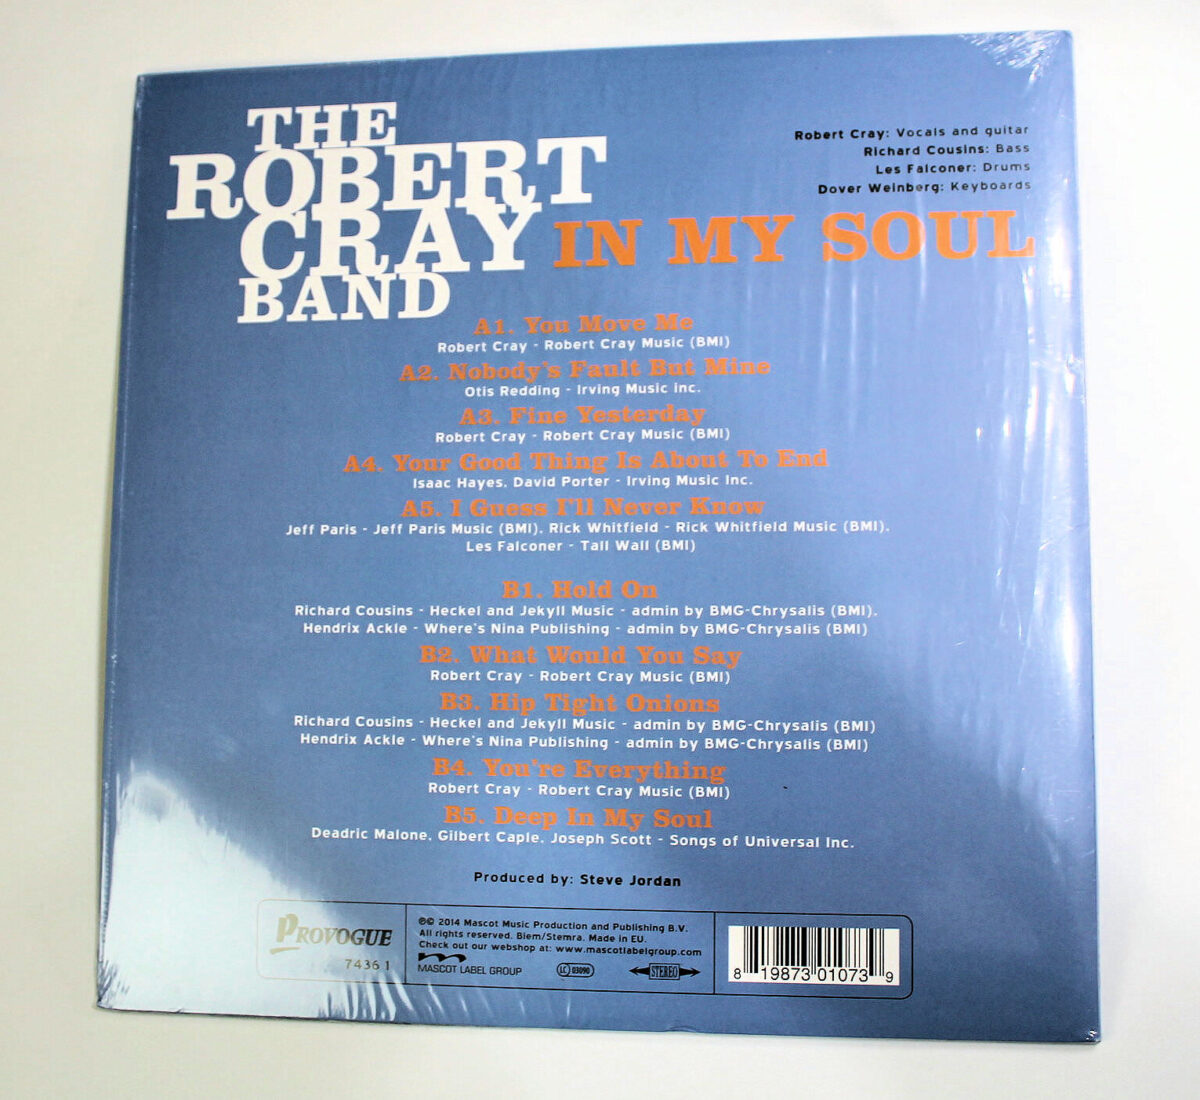 THE
ROBERT
CRAY
BAND
IN MY SOUL
Robert Cray: Vocals and guitar
Richard Cousins: Bass
Les Falconer: Drums
Dover Weinberg: Keyboards
A1. You Move Me
Robert Cray - Robert Cray Music (BMI)
A2. Nobody's Fault But Mine
Otis Redding - Irving Music inc.
A3. Fine Yesterday
Robert Cray - Robert Cray Music (BMI)
A4. Your Good Thing Is About To End
Isaac Hayes, David Porter - Irving Music Inc.
A5. I Guess I'll Never Know
Jeff Paris - Jeff Paris Music (BMI), Rick Whitfield - Rick Whitfield Music (BMI),
Les Falconer - Tall Wall (BMI)
B1. Hold On
Richard Cousins - Heckel and Jekyll Music - admin by BMG-Chrysalis (BMI),
Hendrix Ackle - Where's Nina Publishing - admin by BMG-Chrysalis (BMI)
B2. What Would You Say
Robert Cray - Robert Cray Music (BMI)
B3. Hip Tight Onions
Richard Cousins - Heckel and Jekyll Music - admin by BMG-Chrysalis (BMI)
Hendrix Ackle - Where's Nina Publishing - admin by BMG-Chrysalis (BMI)
B4. You're Everything
Robert Cray - Robert Cray Music (BMI)
B5. Deep In My Soul
Deadric Malone, Gilbert Caple, Joseph Scott - Songs of Universal Inc.
Produced by: Steve Jordan
PROVOGUE
7436 1
℗© 2014 Mascot Music Production and Publishing B.V.
All rights reserved. Biem/Stemra. Made in EU.
Check out our webshop at: www.mascotlabelgroup.com
MASCOT LABEL GROUP
LC 03090
STEREO
8 19873 01073 9